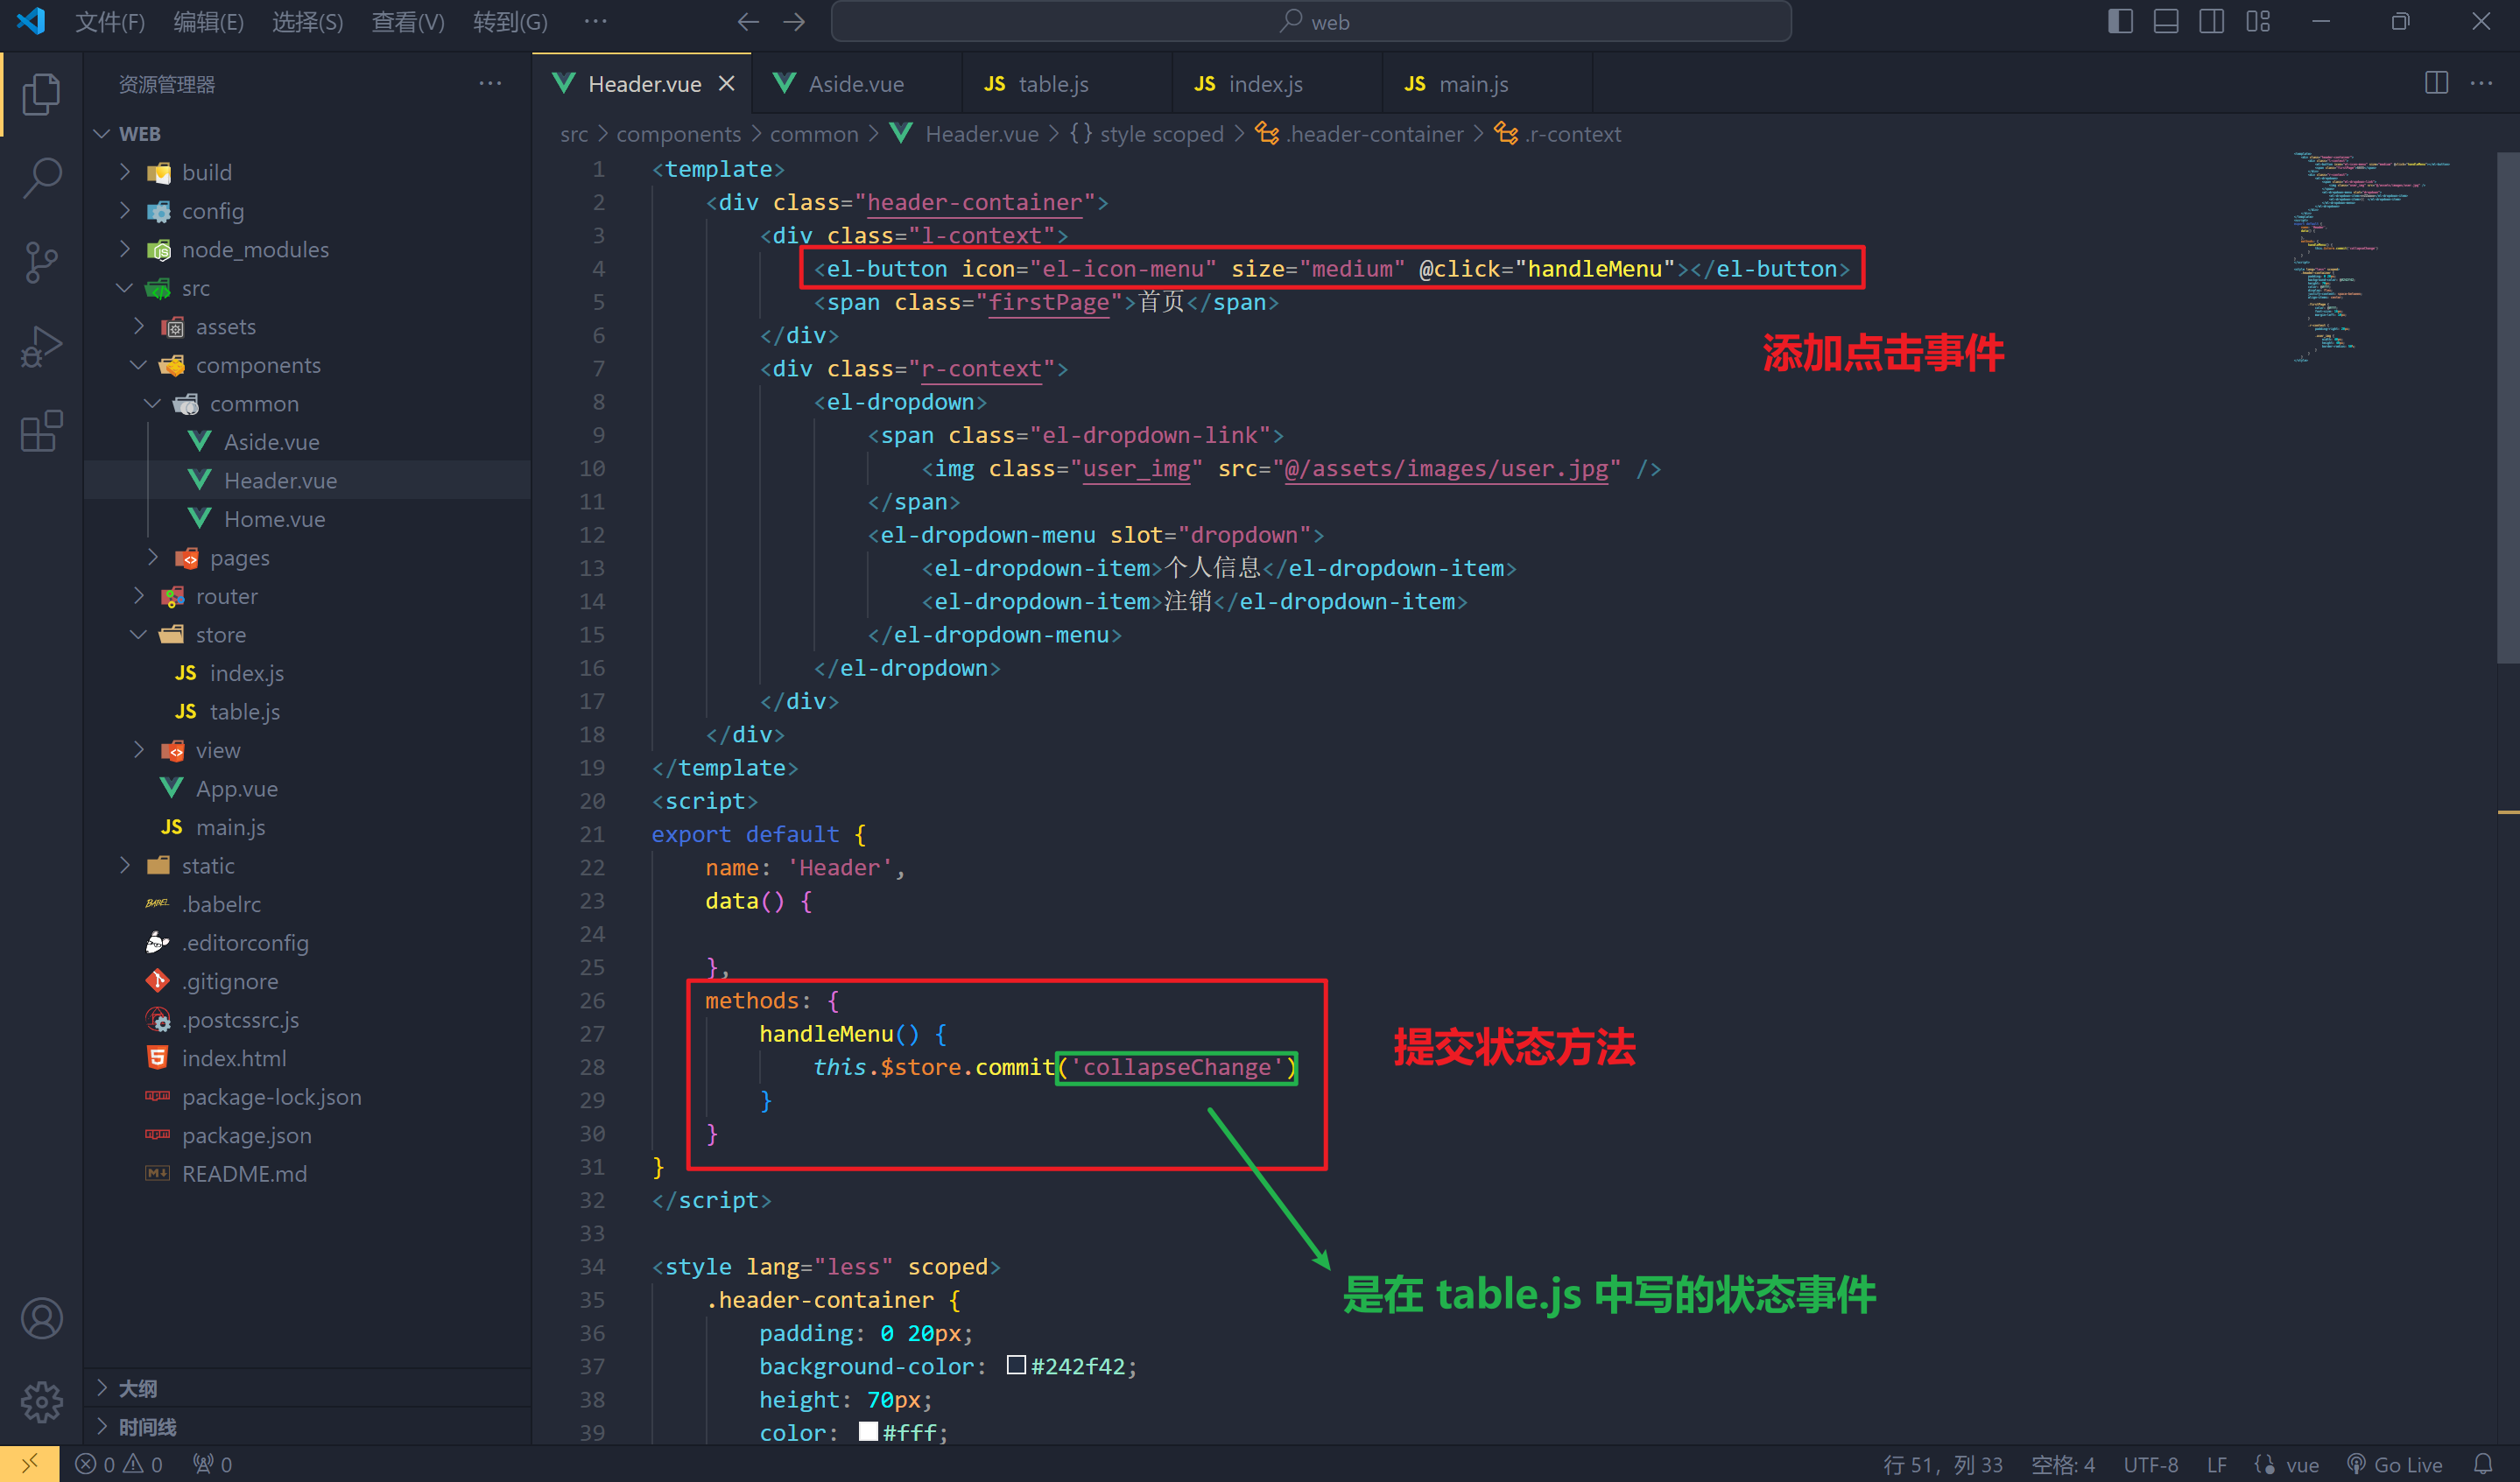 文件(F) 编辑(E) 选择(S) 查看(V) 转到(G) ··· web
资源管理器 ···
Header.vue Aside.vue JS table.js JS index.js JS main.js ···
src > components > common > Header.vue > {} style scoped > .header-container > .r-context
WEB
build
config
node_modules
src
assets
components
common
Aside.vue
Header.vue
Home.vue
pages
router
store
JS index.js
JS table.js
view
App.vue
JS main.js
static
BABEL .babelrc
.editorconfig
.gitignore
.postcssrc.js
5 index.html
package-lock.json
package.json
M README.md
大纲
时间线
1 <template>
2 <div class="header-container">
3 <div class="l-context">
4 <el-button icon="el-icon-menu" size="medium" @click="handleMenu"></el-button>
5 <span class="firstPage">首页</span>
添加点击事件
6 </div>
7 <div class="r-context">
8 <el-dropdown>
9 <span class="el-dropdown-link">
10 <img class="user_img" src="@/assets/images/user.jpg" />
11 </span>
12 <el-dropdown-menu slot="dropdown">
13 <el-dropdown-item>个人信息</el-dropdown-item>
14 <el-dropdown-item>注销</el-dropdown-item>
15 </el-dropdown-menu>
16 </el-dropdown>
17 </div>
18 </div>
19 </template>
20 <script>
21 export default {
22 name: 'Header',
23 data() {
24
25 },
26 methods: {
27 handleMenu() {
提交状态方法
28 this.$store.commit('collapseChange')
29 }
30 }
31 }
32 </script>
33
34 <style lang="less" scoped>
是在 table.js 中写的状态事件
35 .header-container {
36 padding: 0 20px;
37 background-color: #242f42;
38 height: 70px;
39 color: #fff;
0 0 0 行 51，列 33 空格: 4 UTF-8 LF {} vue Go Live